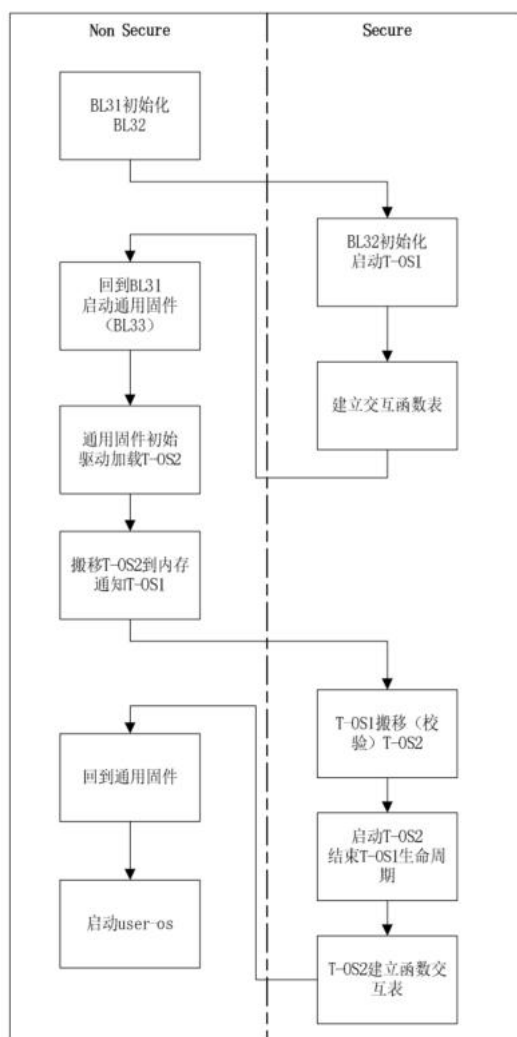 Non Secure
Secure
BL31初始化
BL32
BL32初始化
启动T-OS1
回到BL31
启动通用固件
（BL33）
建立交互函数表
通用固件初始
驱动加载T-OS2
搬移T-OS2到内存
通知T-OS1
T-OS1搬移（校
验）T-OS2
回到通用固件
启动T-OS2
结束T-OS1生命周
期
启动user-os
T-OS2建立函数交
互表